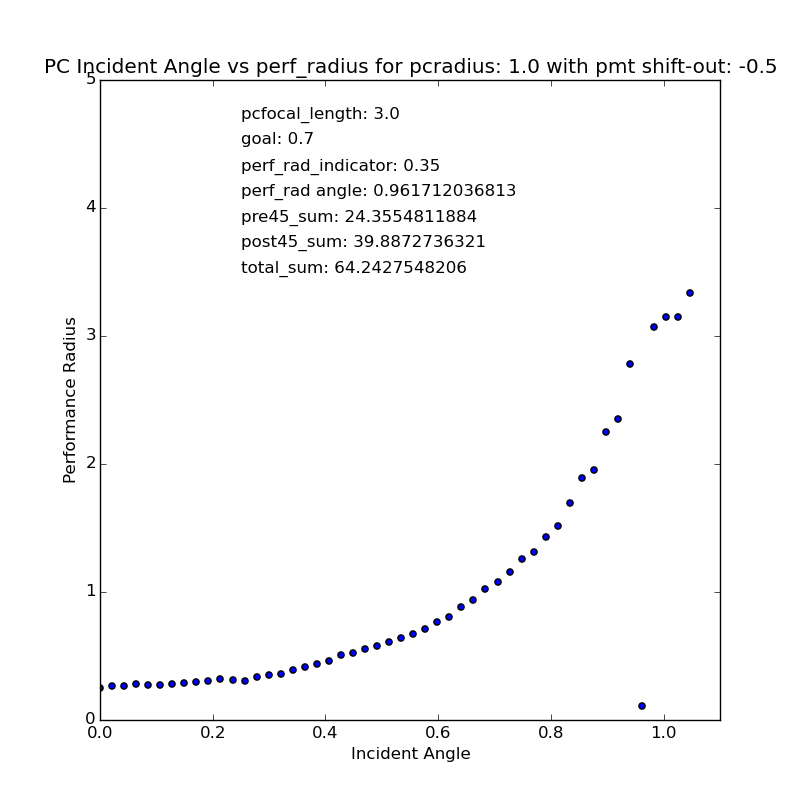 PC Incident Angle vs perf_radius for pcradius: 1.0 with pmt shift-out: -0.5
5
pcfocal_length: 3.0
goal: 0.7
perf_rad_indicator: 0.35
perf_rad angle: 0.961712036813
4
pre45_sum: 24.3554811884
post45_sum: 39.8872736321
total_sum: 64.2427548206
3
Performance Radius
2
1
0
0.0 0.2 0.4 0.6 0.8 1.0
Incident Angle